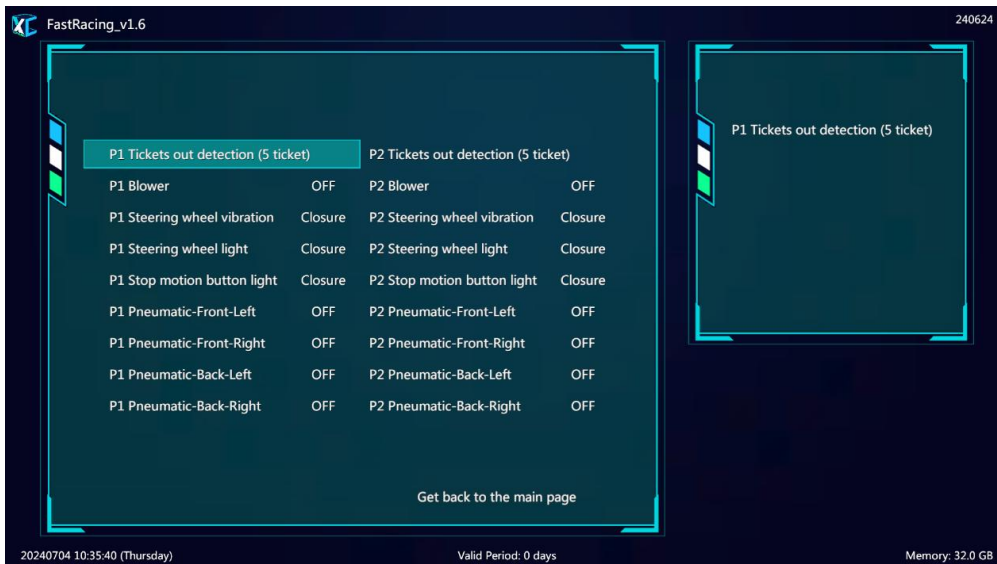 FastRacing_v1.6
240624
P1 Tickets out detection (5 ticket) P2 Tickets out detection (5 ticket)
P1 Blower OFF P2 Blower OFF
P1 Steering wheel vibration Closure P2 Steering wheel vibration Closure
P1 Steering wheel light Closure P2 Steering wheel light Closure
P1 Stop motion button light Closure P2 Stop motion button light Closure
P1 Pneumatic-Front-Left OFF P2 Pneumatic-Front-Left OFF
P1 Pneumatic-Front-Right OFF P2 Pneumatic-Front-Right OFF
P1 Pneumatic-Back-Left OFF P2 Pneumatic-Back-Left OFF
P1 Pneumatic-Back-Right OFF P2 Pneumatic-Back-Right OFF
Get back to the main page
P1 Tickets out detection (5 ticket)
20240704 10:35:40 (Thursday) Valid Period: 0 days Memory: 32.0 GB